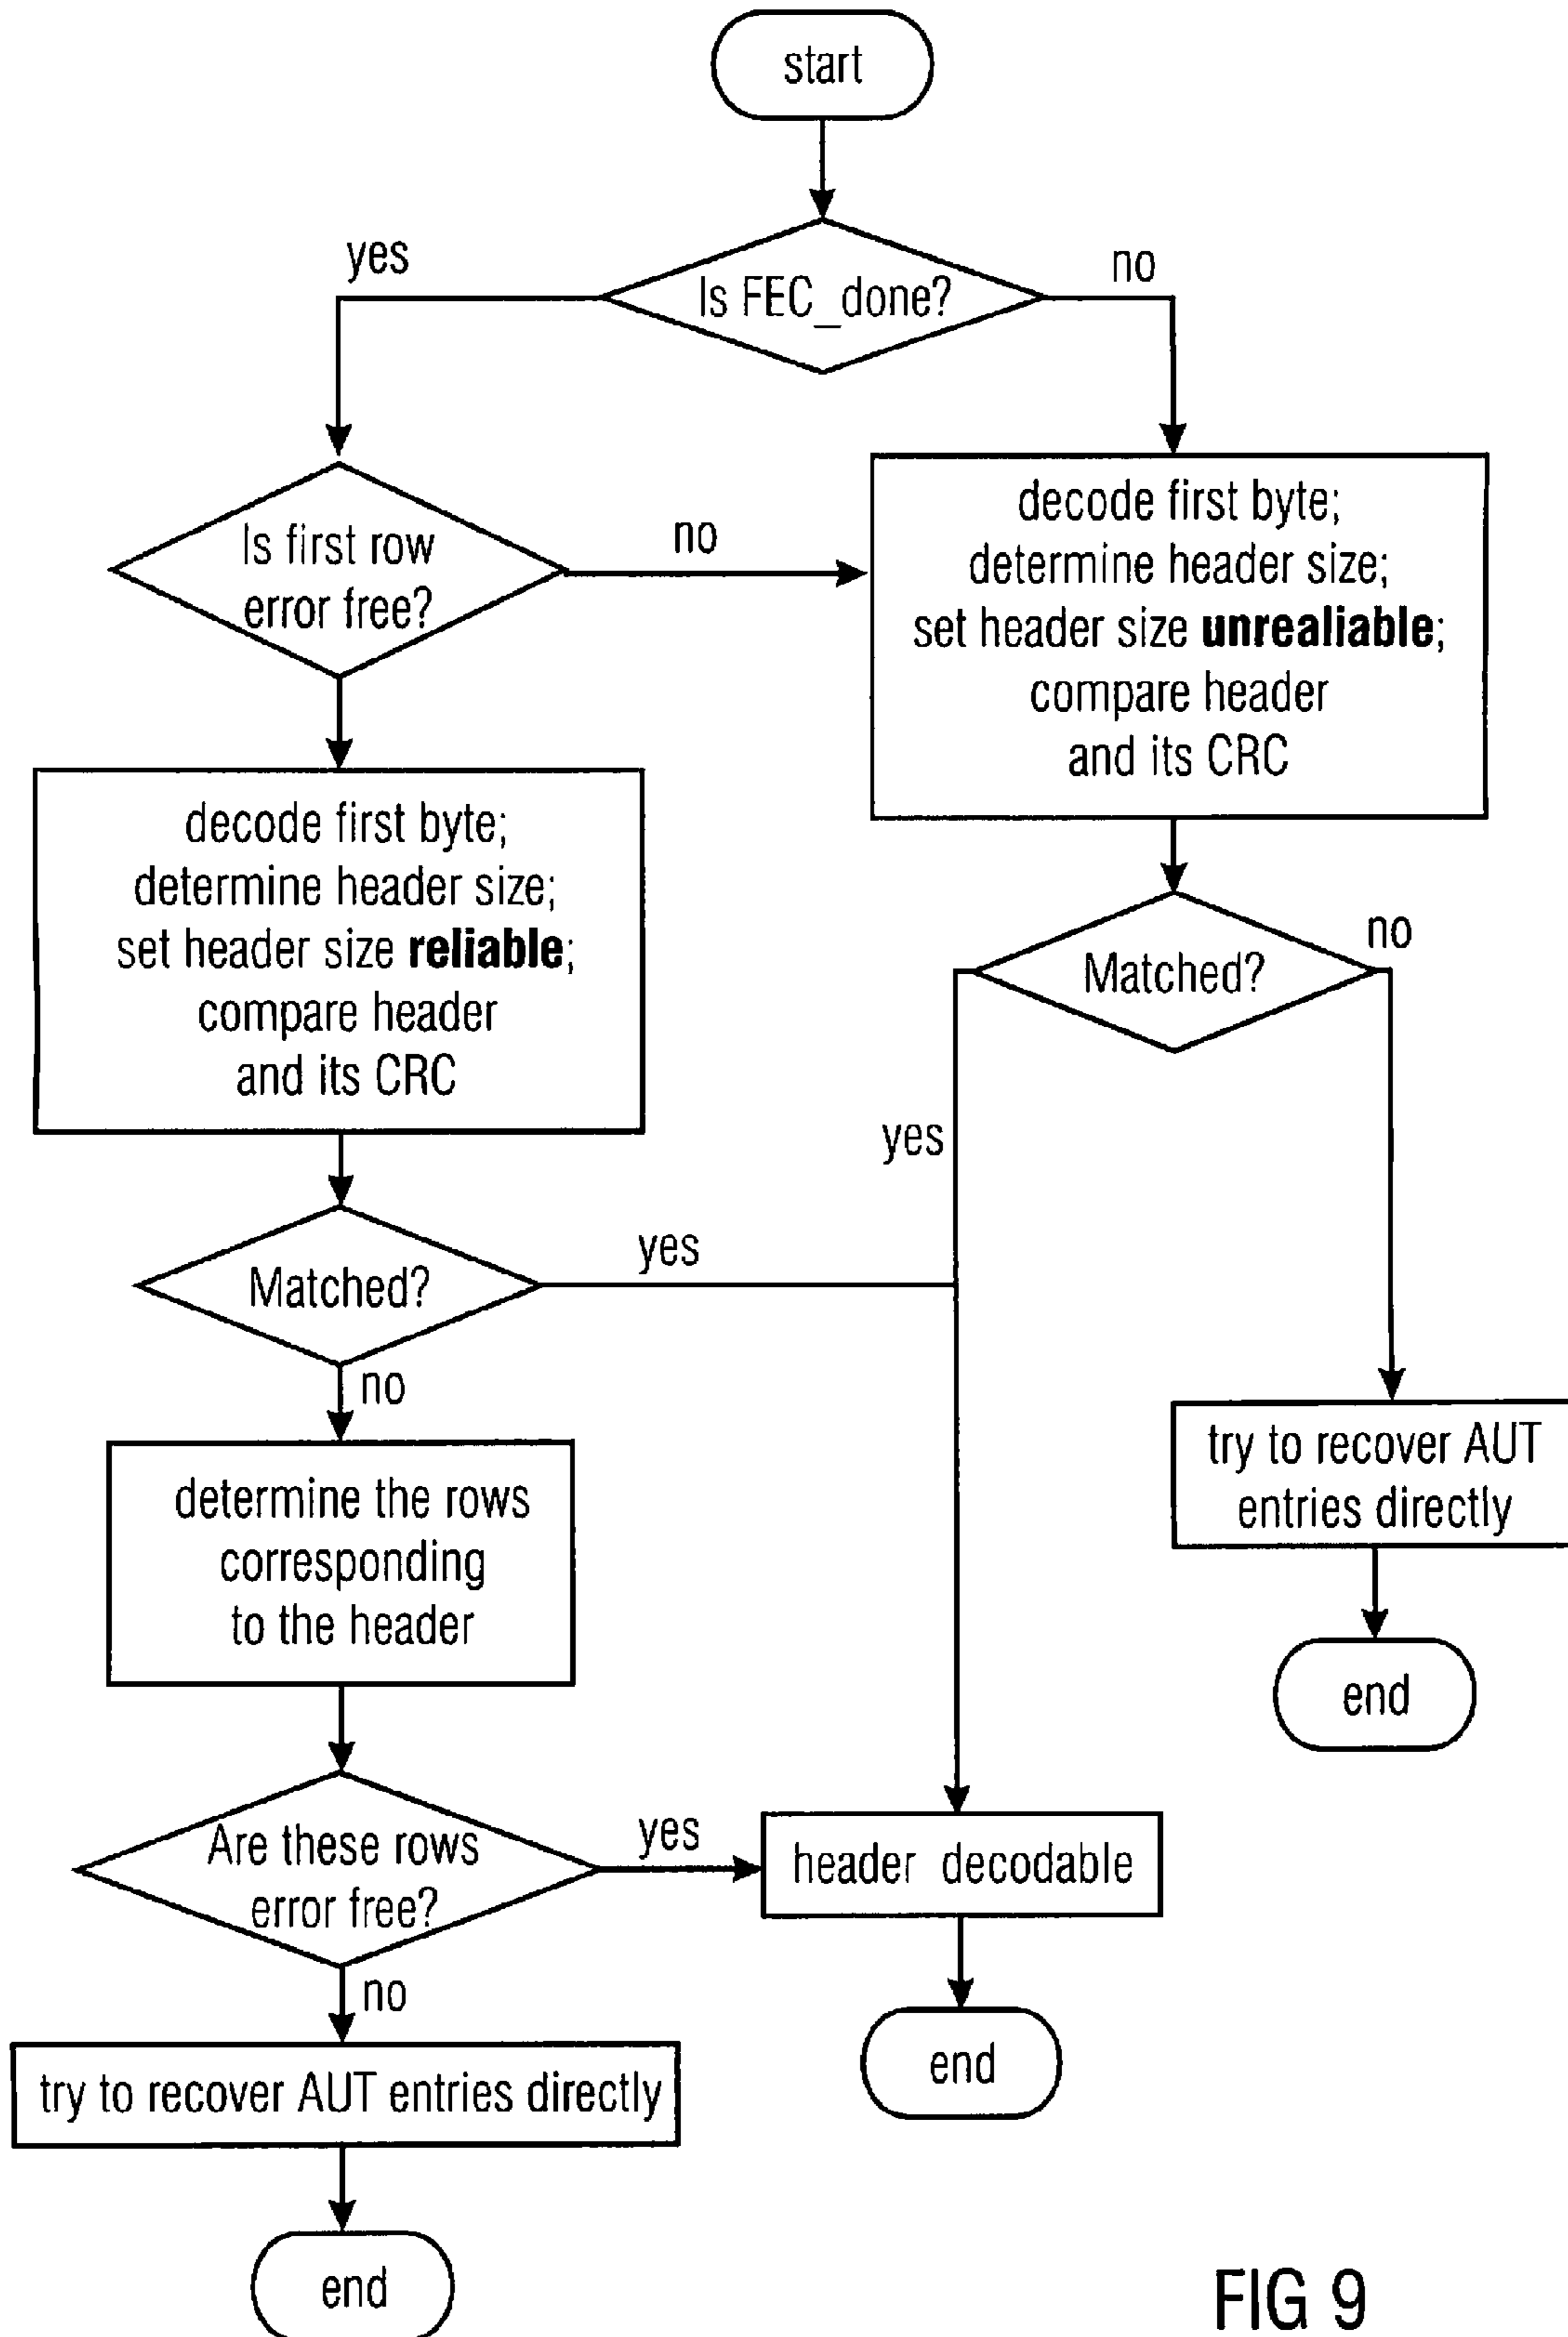 start
yes
Is FEC_done?
no
Is first row
error free?
no
decode first byte;
determine header size;
set header size unrealiable;
compare header
and its CRC
decode first byte;
determine header size;
set header size reliable;
compare header
and its CRC
Matched?
no
yes
Matched?
yes
no
try to recover AUT
entries directly
end
determine the rows
corresponding
to the header
Are these rows
error free?
yes
header decodable
no
end
try to recover AUT entries directly
end
FIG 9